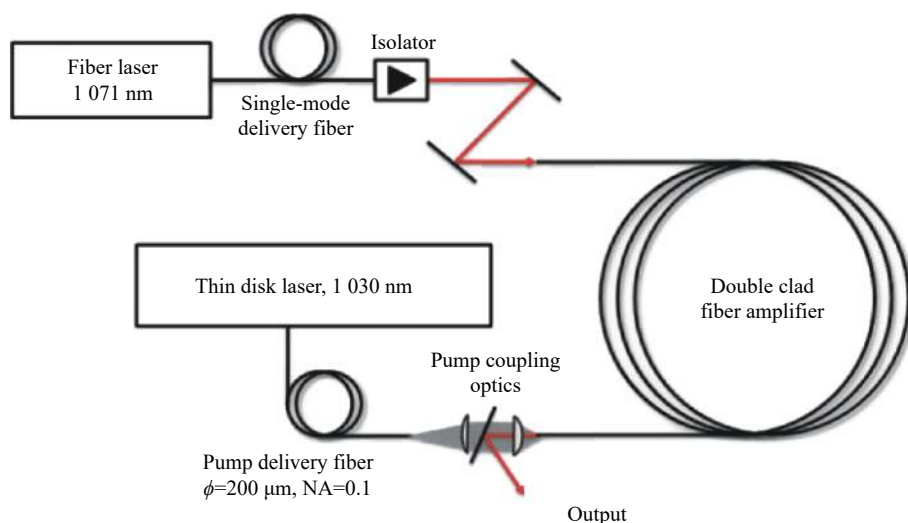 Fiber laser
1 071 nm
Single-mode
delivery fiber
Isolator
Thin disk laser, 1 030 nm
Double clad
fiber amplifier
Pump coupling
optics
Pump delivery fiber
ϕ=200 μm, NA=0.1
Output